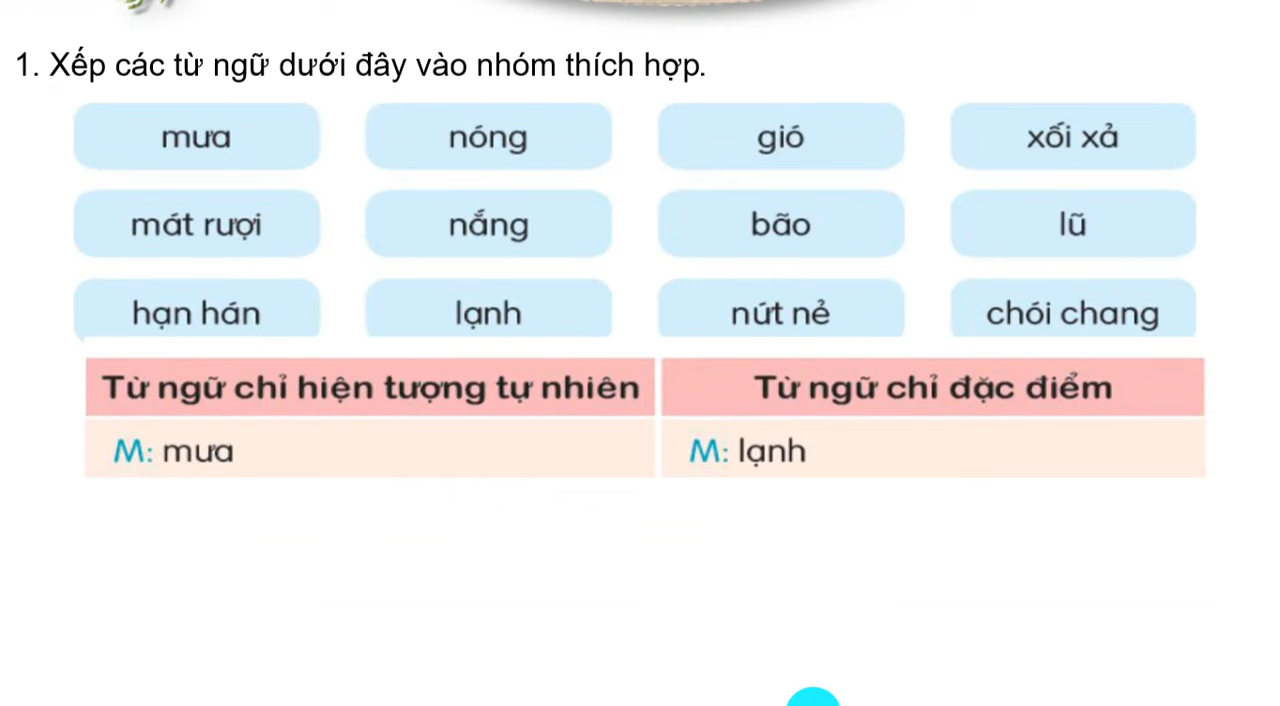 1. Xếp các từ ngữ dưới đây vào nhóm thích hợp.
mưa nóng gió xối xả
mát rượi nắng bão lũ
hạn hán lạnh nứt nẻ chói chang
Từ ngữ chỉ hiện tượng tự nhiên Từ ngữ chỉ đặc điểm
M: mưa M: lạnh